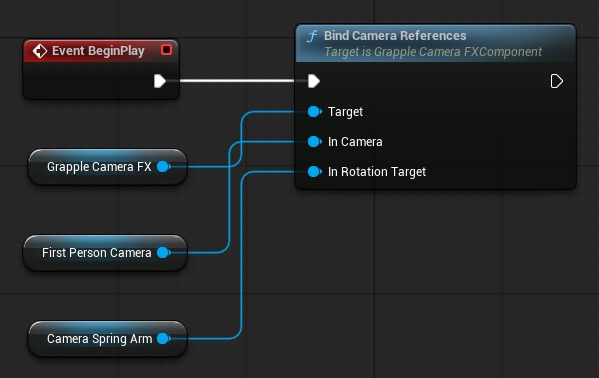 Event BeginPlay
Bind Camera References
Target is Grapple Camera FXComponent
Target
In Camera
In Rotation Target
Grapple Camera FX
First Person Camera
Camera Spring Arm